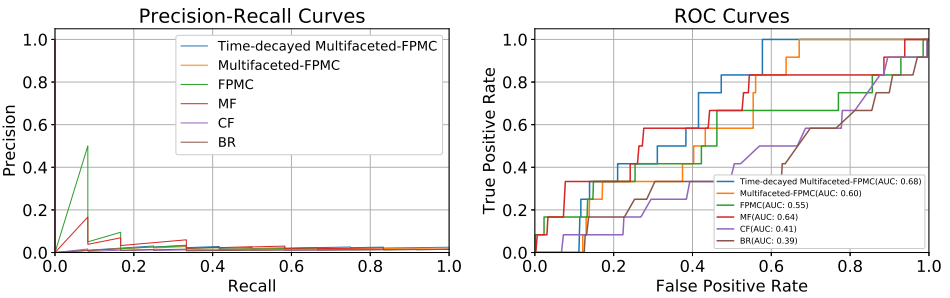 Precision-Recall Curves
Precision
1.0
0.8
0.6
0.4
0.2
0.0
Time-decayed Multifaceted-FPMC
Multifaceted-FPMC
FPMC
MF
CF
BR
0.0 0.2 0.4 0.6 0.8 1.0
Recall
ROC Curves
True Positive Rate
1.0
0.8
0.6
0.4
0.2
0.0
Time-decayed Multifaceted-FPMC(AUC: 0.68)
Multifaceted-FPMC(AUC: 0.60)
FPMC(AUC: 0.55)
MF(AUC: 0.64)
CF(AUC: 0.41)
BR(AUC: 0.39)
0.0 0.2 0.4 0.6 0.8 1.0
False Positive Rate